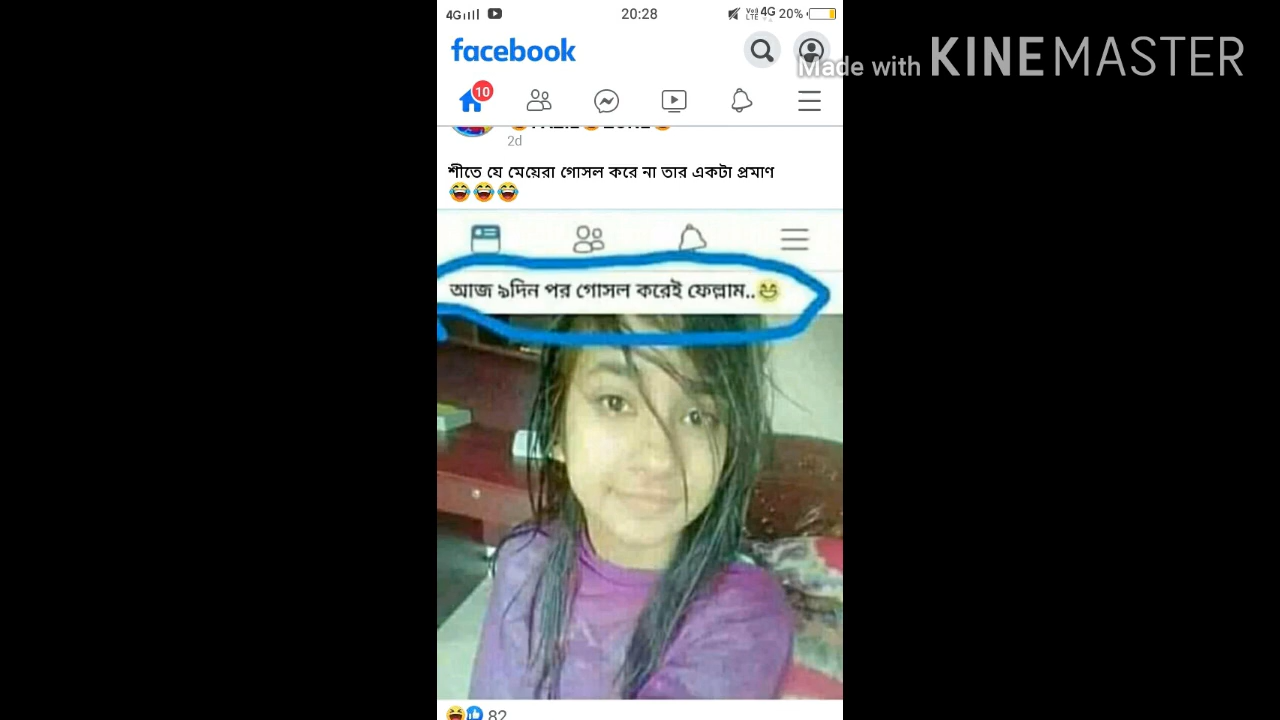 4G
20:28
4G 20%
facebook
Made with KINEMASTER
10
2d
শীতে যে মেয়েরা গোসল করে না তার একটা প্রমাণ
😂😂😂
আজ ৯দিন পর গোসল করেই ফেল্লাম..😆
82